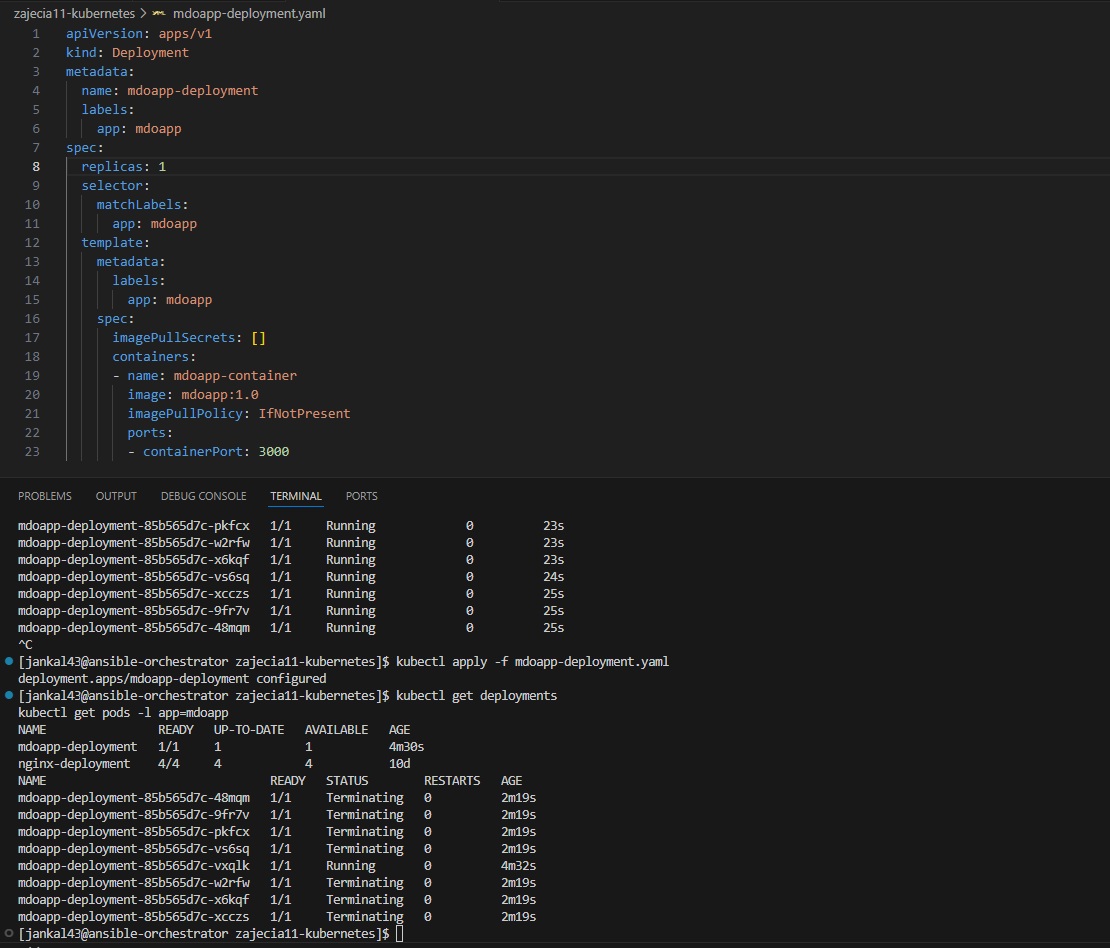 zajecia11-kubernetes > mdoapp-deployment.yaml
1 apiVersion: apps/v1
2 kind: Deployment
3 metadata:
4   name: mdoapp-deployment
5   labels:
6     app: mdoapp
7 spec:
8   replicas: 1
9   selector:
10     matchLabels:
11       app: mdoapp
12   template:
13     metadata:
14       labels:
15         app: mdoapp
16     spec:
17       imagePullSecrets: []
18       containers:
19       - name: mdoapp-container
20         image: mdoapp:1.0
21         imagePullPolicy: IfNotPresent
22         ports:
23         - containerPort: 3000
PROBLEMS OUTPUT DEBUG CONSOLE TERMINAL PORTS
mdoapp-deployment-85b565d7c-pkfcx 1/1 Running 0 23s
mdoapp-deployment-85b565d7c-w2rfw 1/1 Running 0 23s
mdoapp-deployment-85b565d7c-x6kqf 1/1 Running 0 23s
mdoapp-deployment-85b565d7c-vs6sq 1/1 Running 0 24s
mdoapp-deployment-85b565d7c-xcczs 1/1 Running 0 25s
mdoapp-deployment-85b565d7c-9fr7v 1/1 Running 0 25s
mdoapp-deployment-85b565d7c-48mqm 1/1 Running 0 25s
^C
[jankal43@ansible-orchestrator zajecia11-kubernetes]$ kubectl apply -f mdoapp-deployment.yaml
deployment.apps/mdoapp-deployment configured
[jankal43@ansible-orchestrator zajecia11-kubernetes]$ kubectl get deployments
kubectl get pods -l app=mdoapp
NAME READY UP-TO-DATE AVAILABLE AGE
mdoapp-deployment 1/1 1 1 4m30s
nginx-deployment 4/4 4 4 10d
NAME READY STATUS RESTARTS AGE
mdoapp-deployment-85b565d7c-48mqm 1/1 Terminating 0 2m19s
mdoapp-deployment-85b565d7c-9fr7v 1/1 Terminating 0 2m19s
mdoapp-deployment-85b565d7c-pkfcx 1/1 Terminating 0 2m19s
mdoapp-deployment-85b565d7c-vs6sq 1/1 Terminating 0 2m19s
mdoapp-deployment-85b565d7c-vxqlk 1/1 Running 0 4m32s
mdoapp-deployment-85b565d7c-w2rfw 1/1 Terminating 0 2m19s
mdoapp-deployment-85b565d7c-x6kqf 1/1 Terminating 0 2m19s
mdoapp-deployment-85b565d7c-xcczs 1/1 Terminating 0 2m19s
[jankal43@ansible-orchestrator zajecia11-kubernetes]$